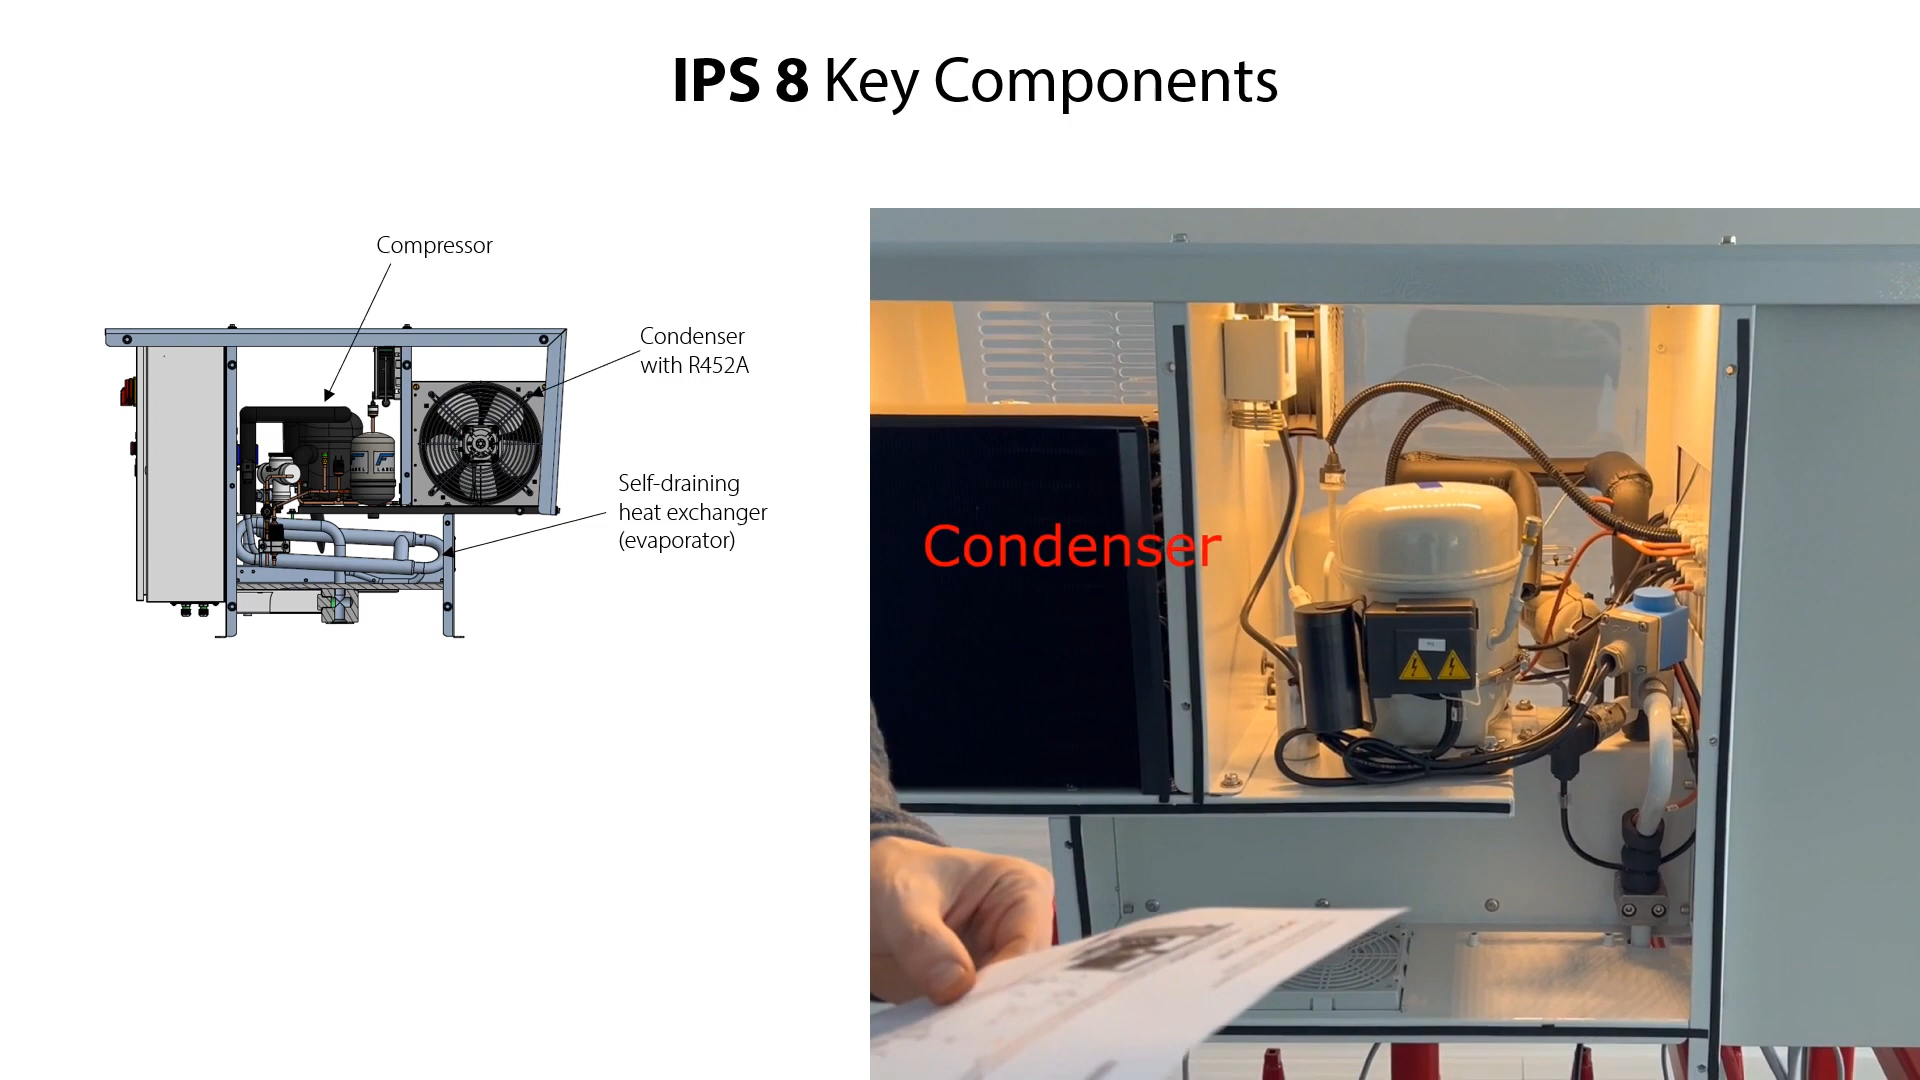 IPS 8 Key Components
Compressor
Condenser
with R452A
Self-draining
heat exchanger
(evaporator)
Condenser